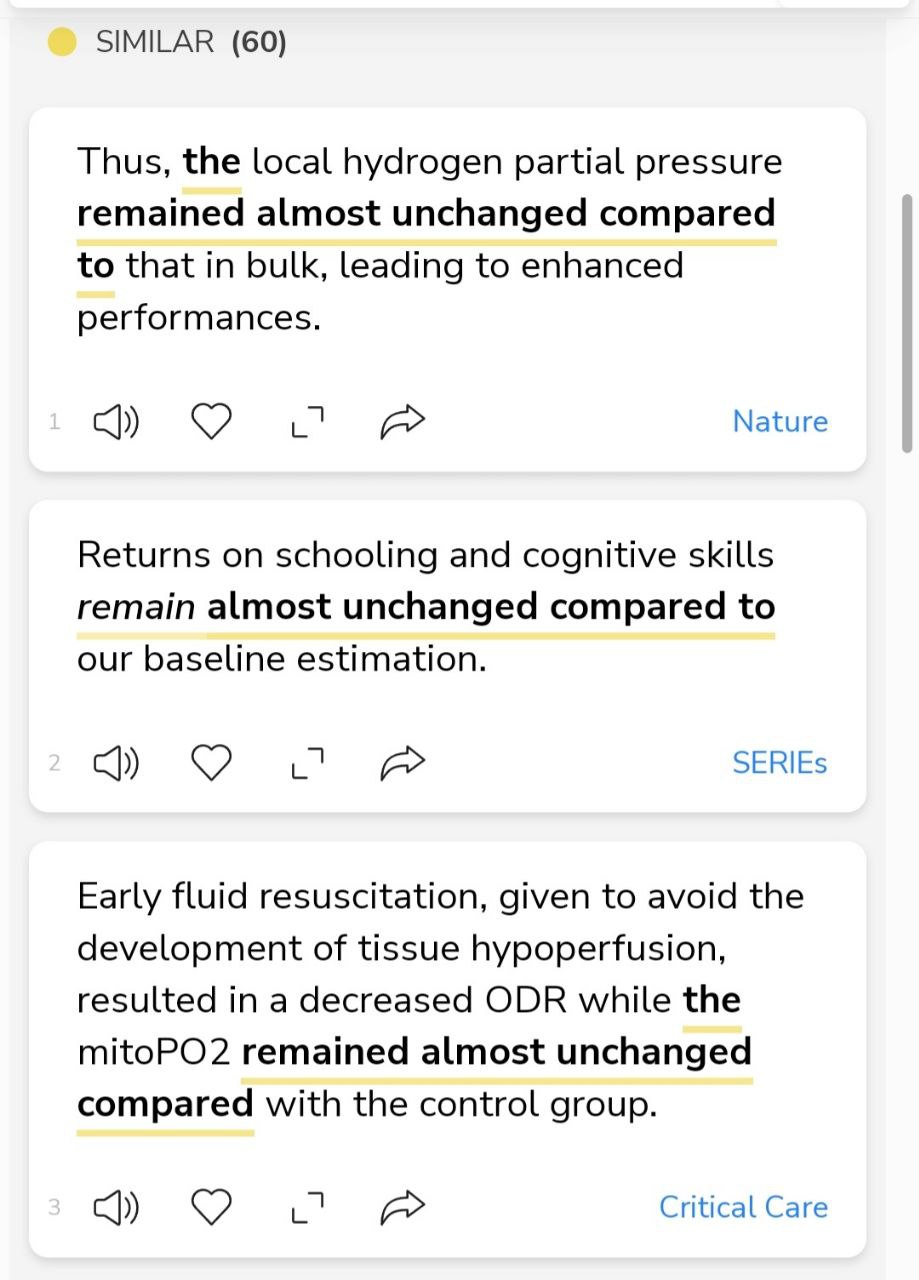 SIMILAR (60)
Thus, the local hydrogen partial pressure
remained almost unchanged compared
to that in bulk, leading to enhanced
performances.
1
Nature
Returns on schooling and cognitive skills
remain almost unchanged compared to
our baseline estimation.
2
SERIEs
Early fluid resuscitation, given to avoid the
development of tissue hypoperfusion,
resulted in a decreased ODR while the
mitoPO2 remained almost unchanged
compared with the control group.
3
Critical Care